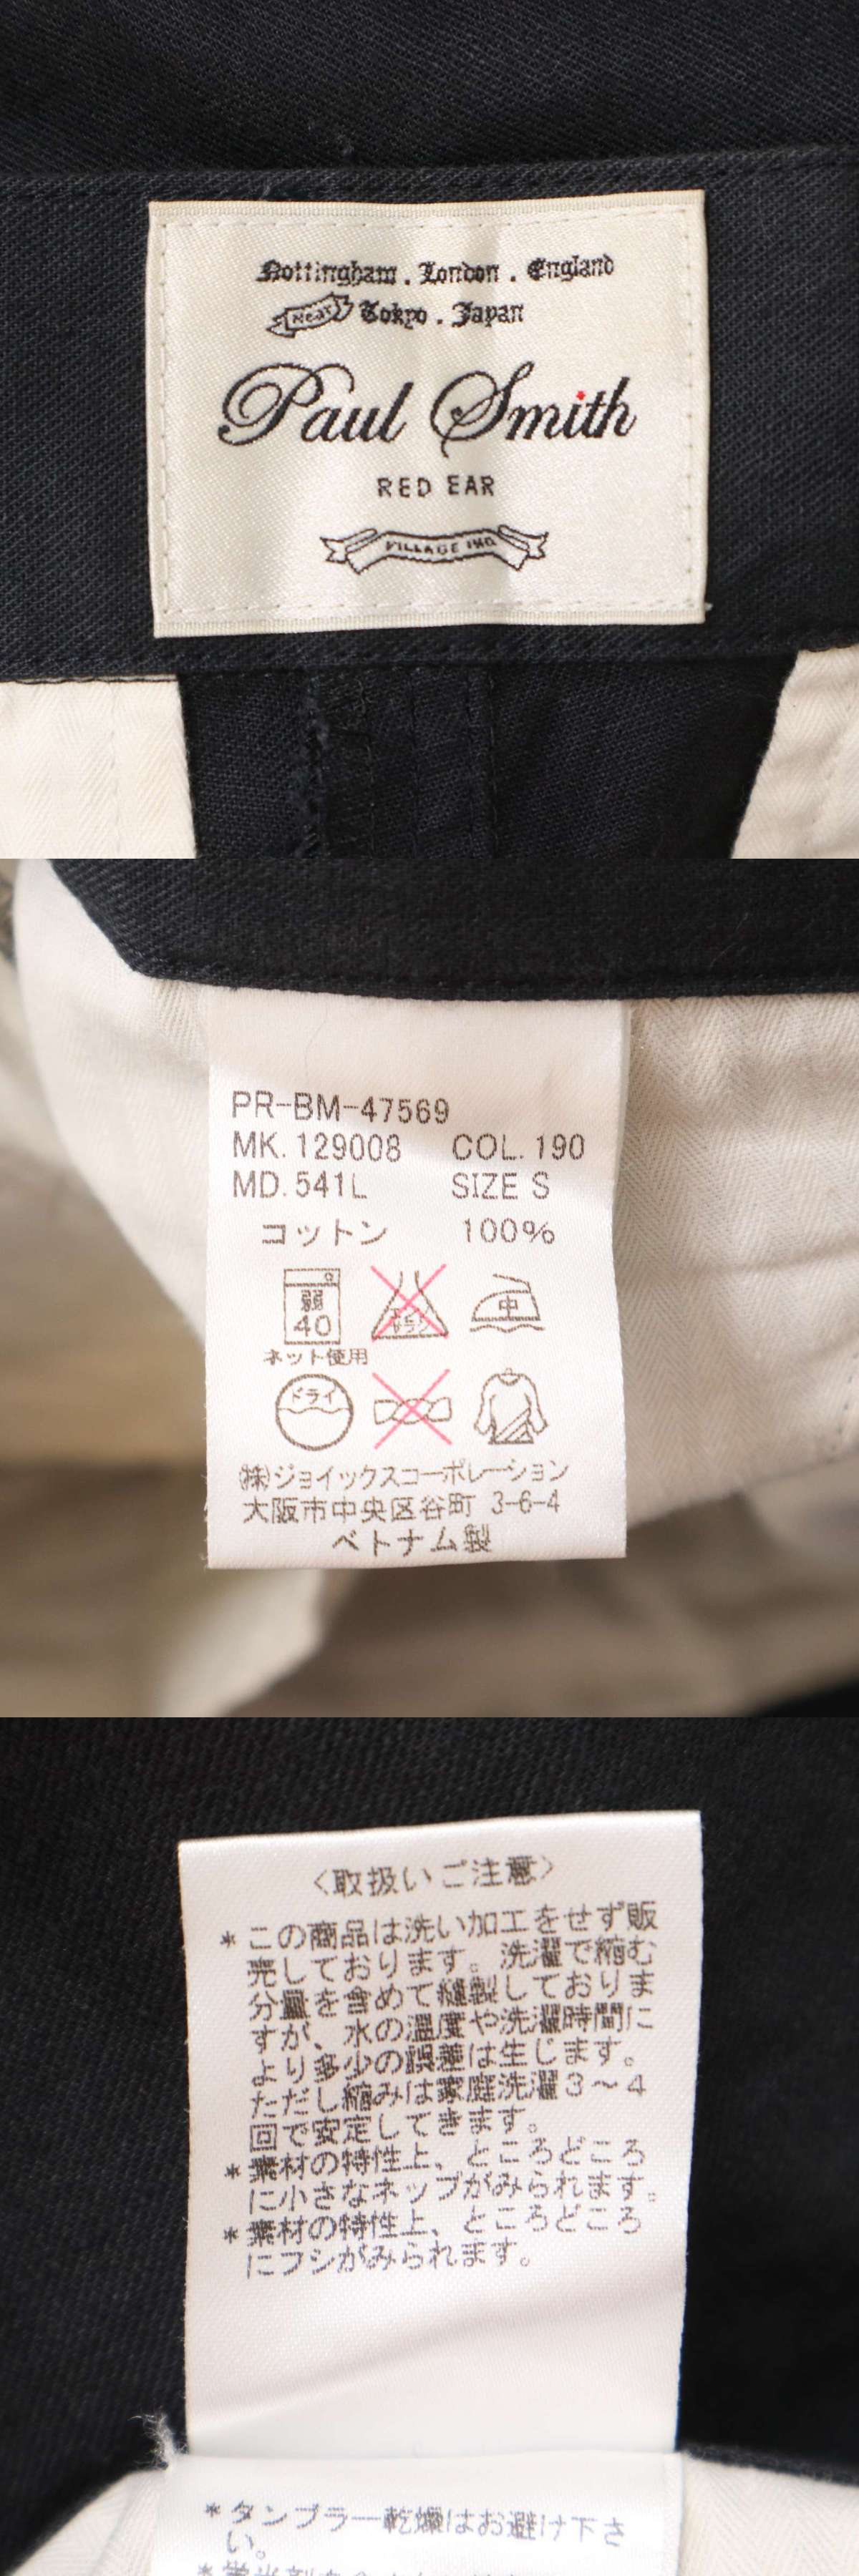 Nottingham . London . England
Near Tokyo . Japan
Paul Smith
RED EAR
VILLAGE IND.
PR-BM-47569
MK. 129008 COL. 190
MD. 541L SIZE S
コットン 100%
弱
40
エンソ
サラシ
中
ネット使用
ドライ
㈱ジョイックスコーポレーション
大阪市中央区谷町 3-6-4
ベトナム製
〈取扱いご注意〉
* この商品は洗い加工をせず販
売しております。洗濯で縮む
分量を含めて縫製しておりま
すが、水の温度や洗濯時間に
より多少の誤差は生じます。
ただし縮みは家庭洗濯3～4
回で安定してきます。
* 素材の特性上、ところどころ
に小さなネップがみられます。
* 素材の特性上、ところどころ
にフシがみられます。
* タンブラー乾燥はお避け下さ
い。